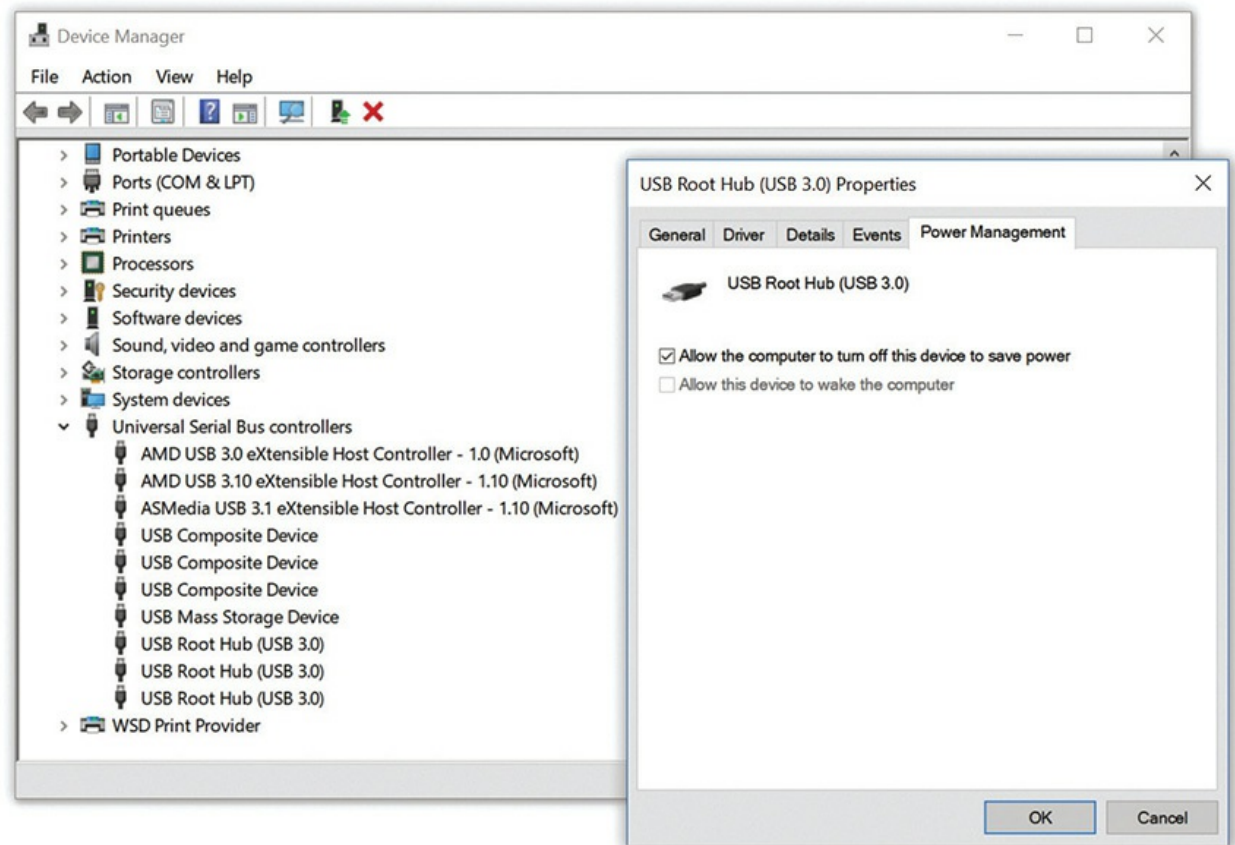 Device Manager
File Action View Help
Portable Devices
Ports (COM & LPT)
Print queues
Printers
Processors
Security devices
Software devices
Sound, video and game controllers
Storage controllers
System devices
Universal Serial Bus controllers
AMD USB 3.0 eXtensible Host Controller - 1.0 (Microsoft)
AMD USB 3.10 eXtensible Host Controller - 1.10 (Microsoft)
ASMedia USB 3.1 eXtensible Host Controller - 1.10 (Microsoft)
USB Composite Device
USB Composite Device
USB Composite Device
USB Mass Storage Device
USB Root Hub (USB 3.0)
USB Root Hub (USB 3.0)
USB Root Hub (USB 3.0)
WSD Print Provider
USB Root Hub (USB 3.0) Properties
General Driver Details Events Power Management
USB Root Hub (USB 3.0)
Allow the computer to turn off this device to save power
Allow this device to wake the computer
OK Cancel